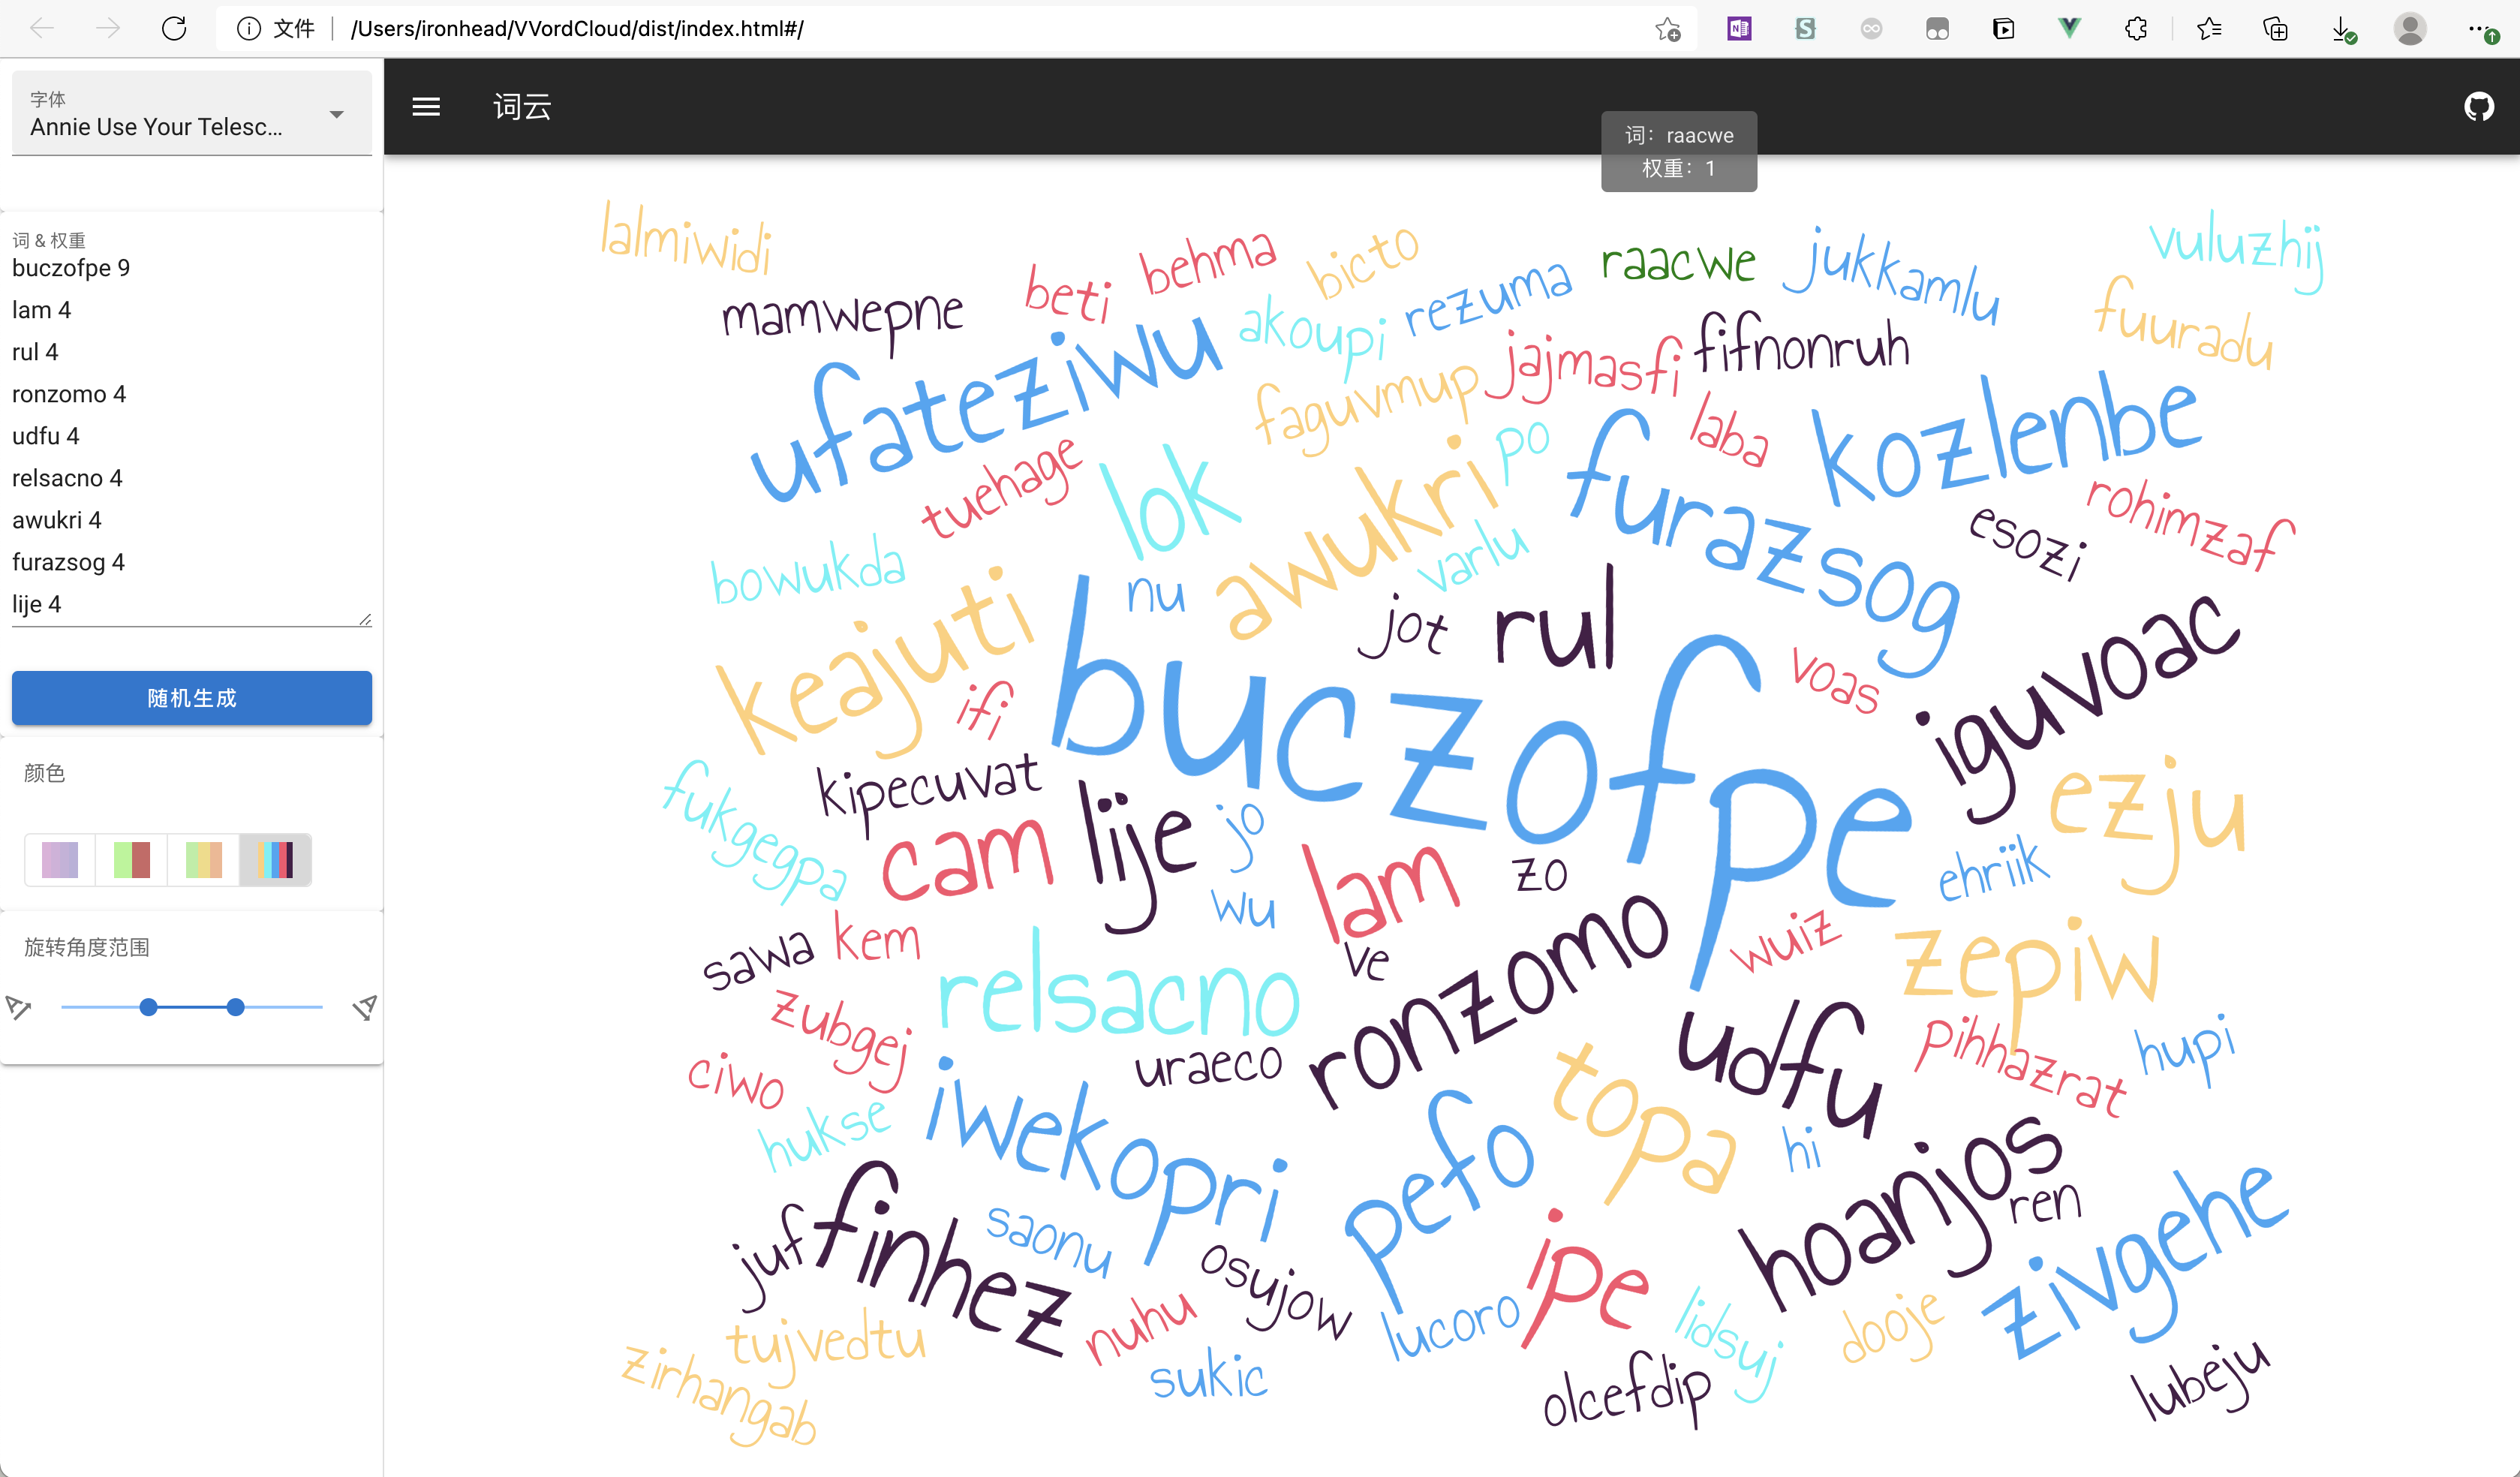 文件 /Users/ironhead/VVordCloud/dist/index.html#/
字体
Annie Use Your Telesc...
词云
词：raacwe
权重：1
词 & 权重
buczofpe 9
lam 4
rul 4
ronzomo 4
udfu 4
relsacno 4
awukri 4
furazsog 4
lije 4
随机生成
颜色
旋转角度范围
lalmiwidi
mamwepne
beti
behma
bicto
akoupi
rezuma
raacwe
jukkamlu
vuluzhij
fuuradu
ufateziwu
faguvmup
jajmasfi
fifnonruh
laba
kozlenbe
tuehage
lok
po
furazsog
rohimzaf
esozi
bowukda
nu
awukri
varlu
jot
rul
keajuti
ifi
buczofpe
voas
iguvoac
kipecuvat
fukgegpa
cam
lije
jo
wu
lam
zo
ezju
ehriik
sawa
kem
relsacno
ve
ronzomo
wuiz
zepiw
zubgej
ciwo
uraeco
udfu
pihhazrat
hupi
hukse
iwekopri
pefo
topa
hi
hoanjos
ren
juf
finhez
saonu
osujow
ipe
zivgehe
tujvedtu
zirhangab
nuhu
sukic
lucoro
lidsuj
dooje
olcefdip
lubeju